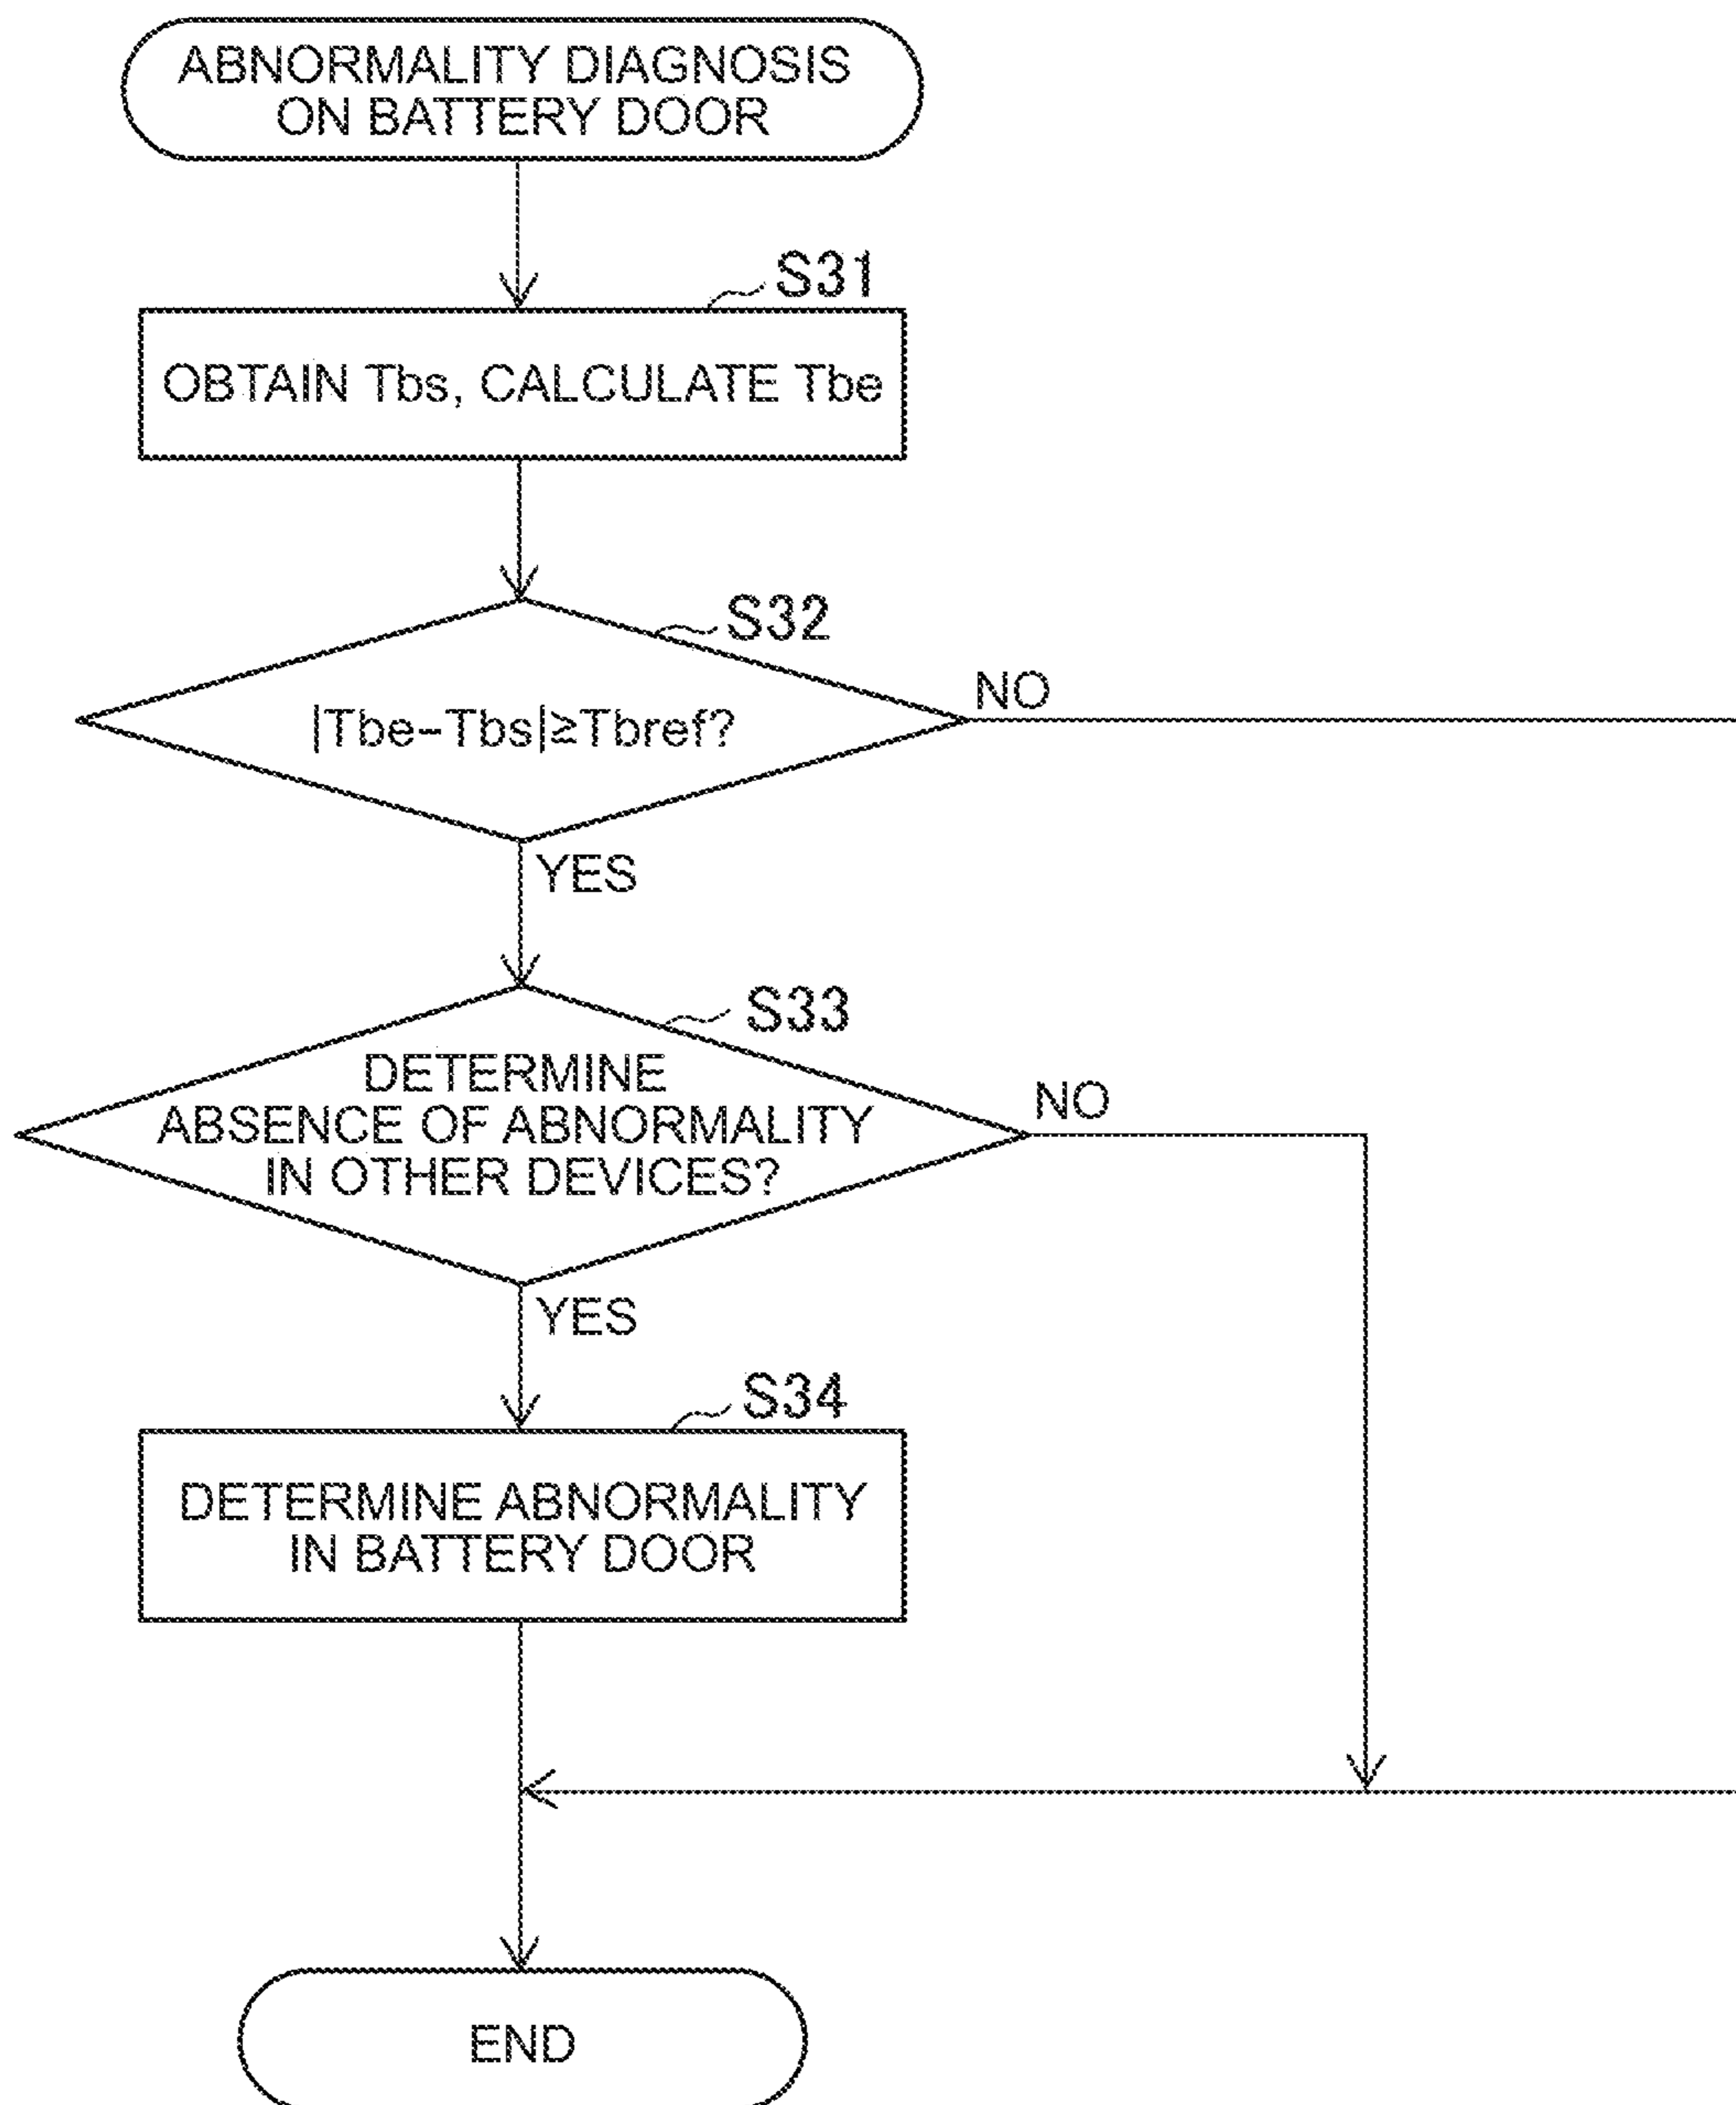 ABNORMALITY DIAGNOSIS
ON BATTERY DOOR
S31
OBTAIN Tbs, CALCULATE Tbe
S32
NO
|Tbe-Tbs|≥Tbref?
YES
S33
DETERMINE
ABSENCE OF ABNORMALITY
IN OTHER DEVICES?
NO
YES
S34
DETERMINE ABNORMALITY
IN BATTERY DOOR
END